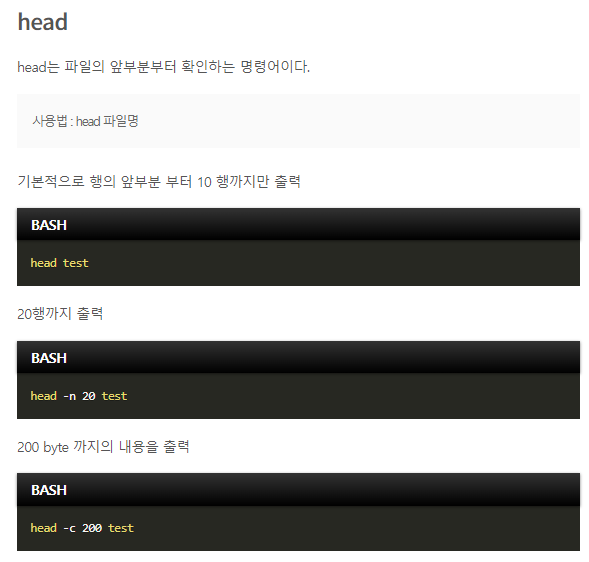 head
head는 파일의 앞부분부터 확인하는 명령어이다.
사용법 : head 파일명
기본적으로 행의 앞부분 부터 10 행까지만 출력
BASH
head test
20행까지 출력
BASH
head -n 20 test
200 byte 까지의 내용을 출력
BASH
head -c 200 test